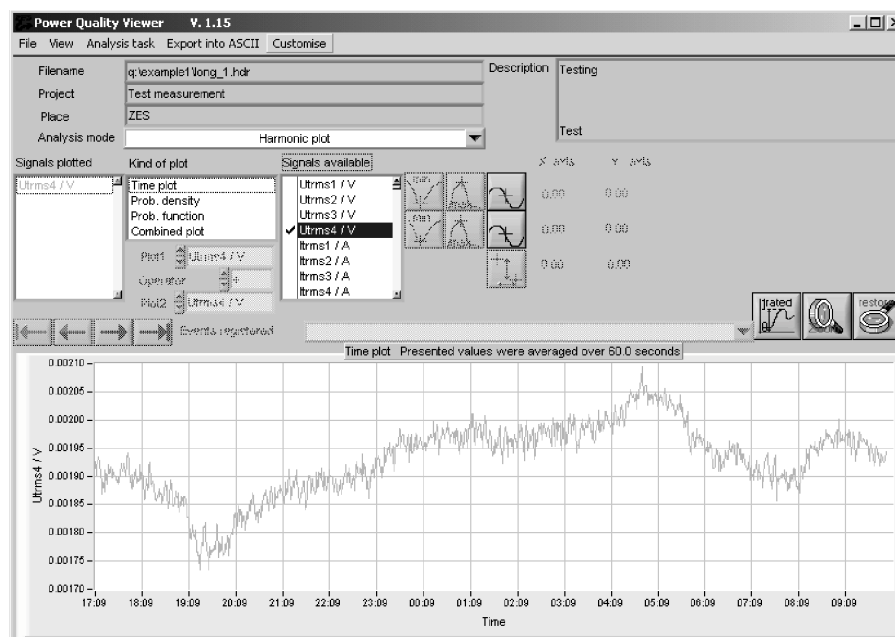 Power Quality Viewer V. 1.15
File View Analysis task Export into ASCII Customise
Filename q:\example1\long_1.hdr
Project Test measurement
Place ZES
Analysis mode Harmonic plot
Description Testing
Test
Signals plotted
Utrms4 / V
Kind of plot
Time plot
Prob. density
Prob. function
Combined plot
Plot1 Utrms4 / V
Operator +
Plot2 Utrms4 / V
Signals available
Utrms1 / V
Utrms2 / V
Utrms3 / V
Utrms4 / V
Itrms1 / A
Itrms2 / A
Itrms3 / A
Itrms4 / A
min max
min max
X axis Y axis
0.00 0.00
0.00 0.00
0.00 0.00
Urated
restore
Events registered
Time plot Presented values were averaged over 60.0 seconds
Utrms4 / V
0.00210
0.00205
0.00200
0.00195
0.00190
0.00185
0.00180
0.00175
0.00170
17:09 18:09 19:09 20:09 21:09 22:09 23:09 00:09 01:09 02:09 03:09 04:09 05:09 06:09 07:09 08:09 09:09
Time